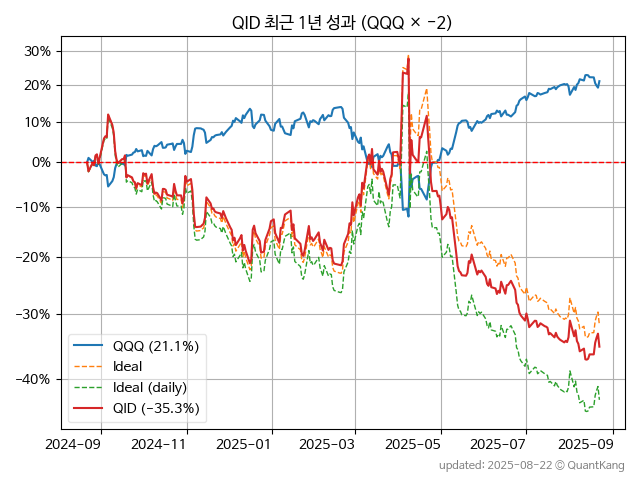 QID 최근 1년 성과 (QQQ × −2)
30%
20%
10%
0%
−10%
−20%
−30%
−40%
QQQ (21.1%)
Ideal
Ideal (daily)
QID (−35.3%)
2024-09
2024-11
2025-01
2025-03
2025-05
2025-07
2025-09
updated: 2025-08-22 © QuantKang